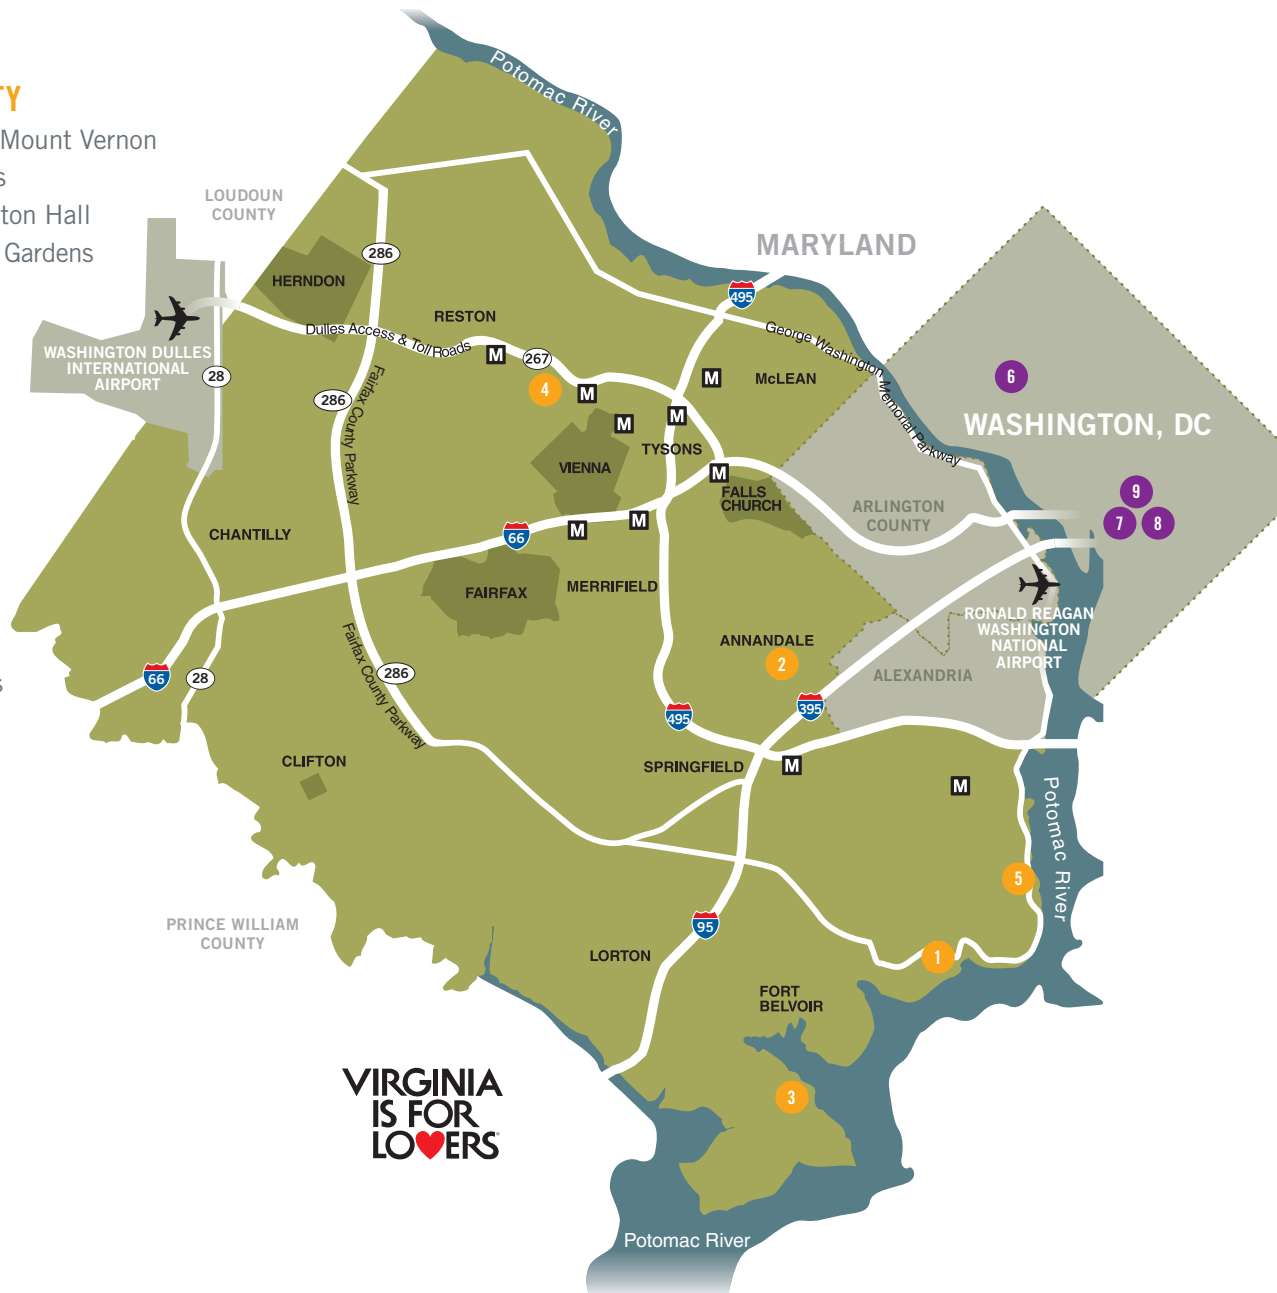 TY
Mount Vernon
s
ton Hall
Gardens
s
Potomac River
LOUDOUN
COUNTY
MARYLAND
286
HERNDON
495
RESTON
George Washington Memorial Parkway
Dulles Access & Toll Roads
WASHINGTON DULLES
INTERNATIONAL
AIRPORT
M
267
28
4
M
M
McLEAN
6
286
Fairfax County Parkway
M
M
WASHINGTON, DC
TYSONS
VIENNA
M
FALLS
CHURCH
9
7
8
ARLINGTON
COUNTY
CHANTILLY
66
M
M
FAIRFAX
MERRIFIELD
RONALD REAGAN
WASHINGTON
NATIONAL
AIRPORT
ANNANDALE
2
ALEXANDRIA
66
28
286
Fairfax County Parkway
495
395
CLIFTON
SPRINGFIELD
M
M
Potomac River
5
PRINCE WILLIAM
COUNTY
95
LORTON
1
FORT
BELVOIR
3
VIRGINIA
IS FOR
LO❤ERS
Potomac River